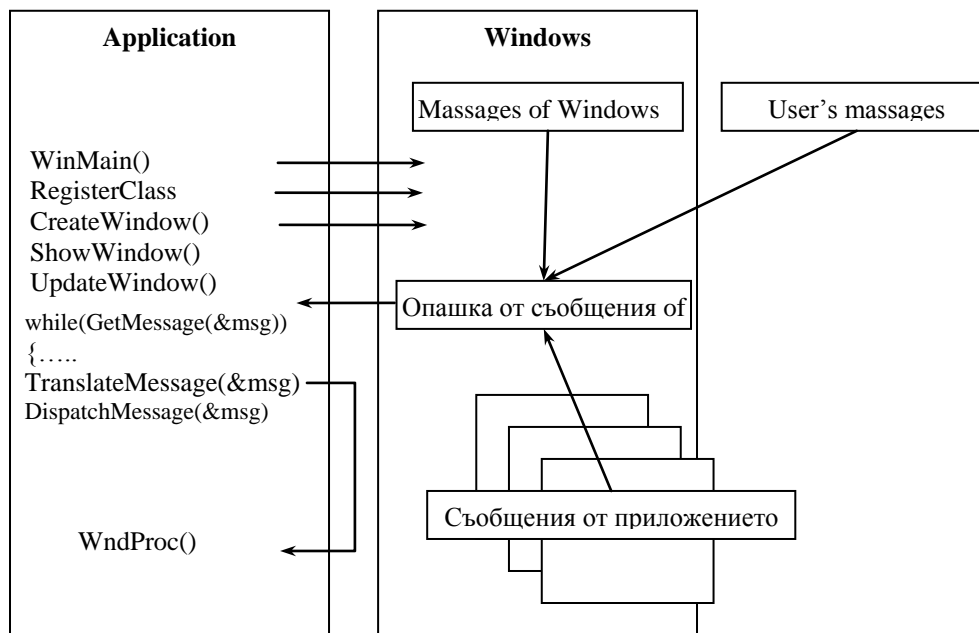 Application
WinMain()
RegisterClass
CreateWindow()
ShowWindow()
UpdateWindow()
while(GetMessage(&msg))
{…..
TranslateMessage(&msg)
DispatchMessage(&msg)
WndProc()
Windows
Massages of Windows
User’s massages
Опашка от съобщения of
Съобщения от приложението